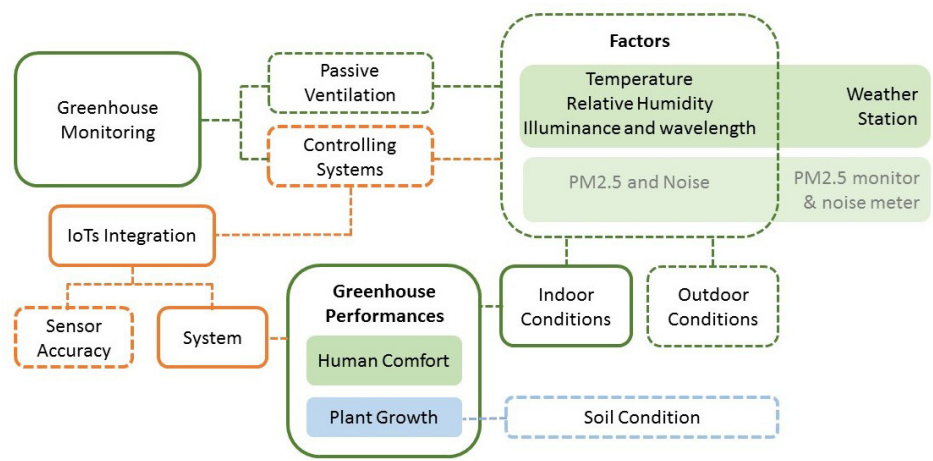 Greenhouse
Monitoring
Passive
Ventilation
Controlling
Systems
Factors
Temperature
Relative Humidity
Illuminance and wavelength
Weather
Station
PM2.5 and Noise
PM2.5 monitor
& noise meter
IoTs Integration
Sensor
Accuracy
System
Greenhouse
Performances
Human Comfort
Plant Growth
Indoor
Conditions
Outdoor
Conditions
Soil Condition